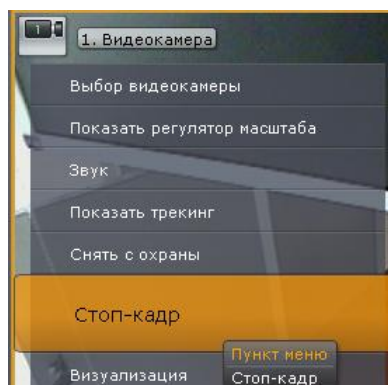 1
1. Видеокамера
Выбор видеокамеры
Показать регулятор масштаба
Звук
Показать трекинг
Снять с охраны
Стоп-кадр
Пункт меню
Визуализация
Стоп-кадр